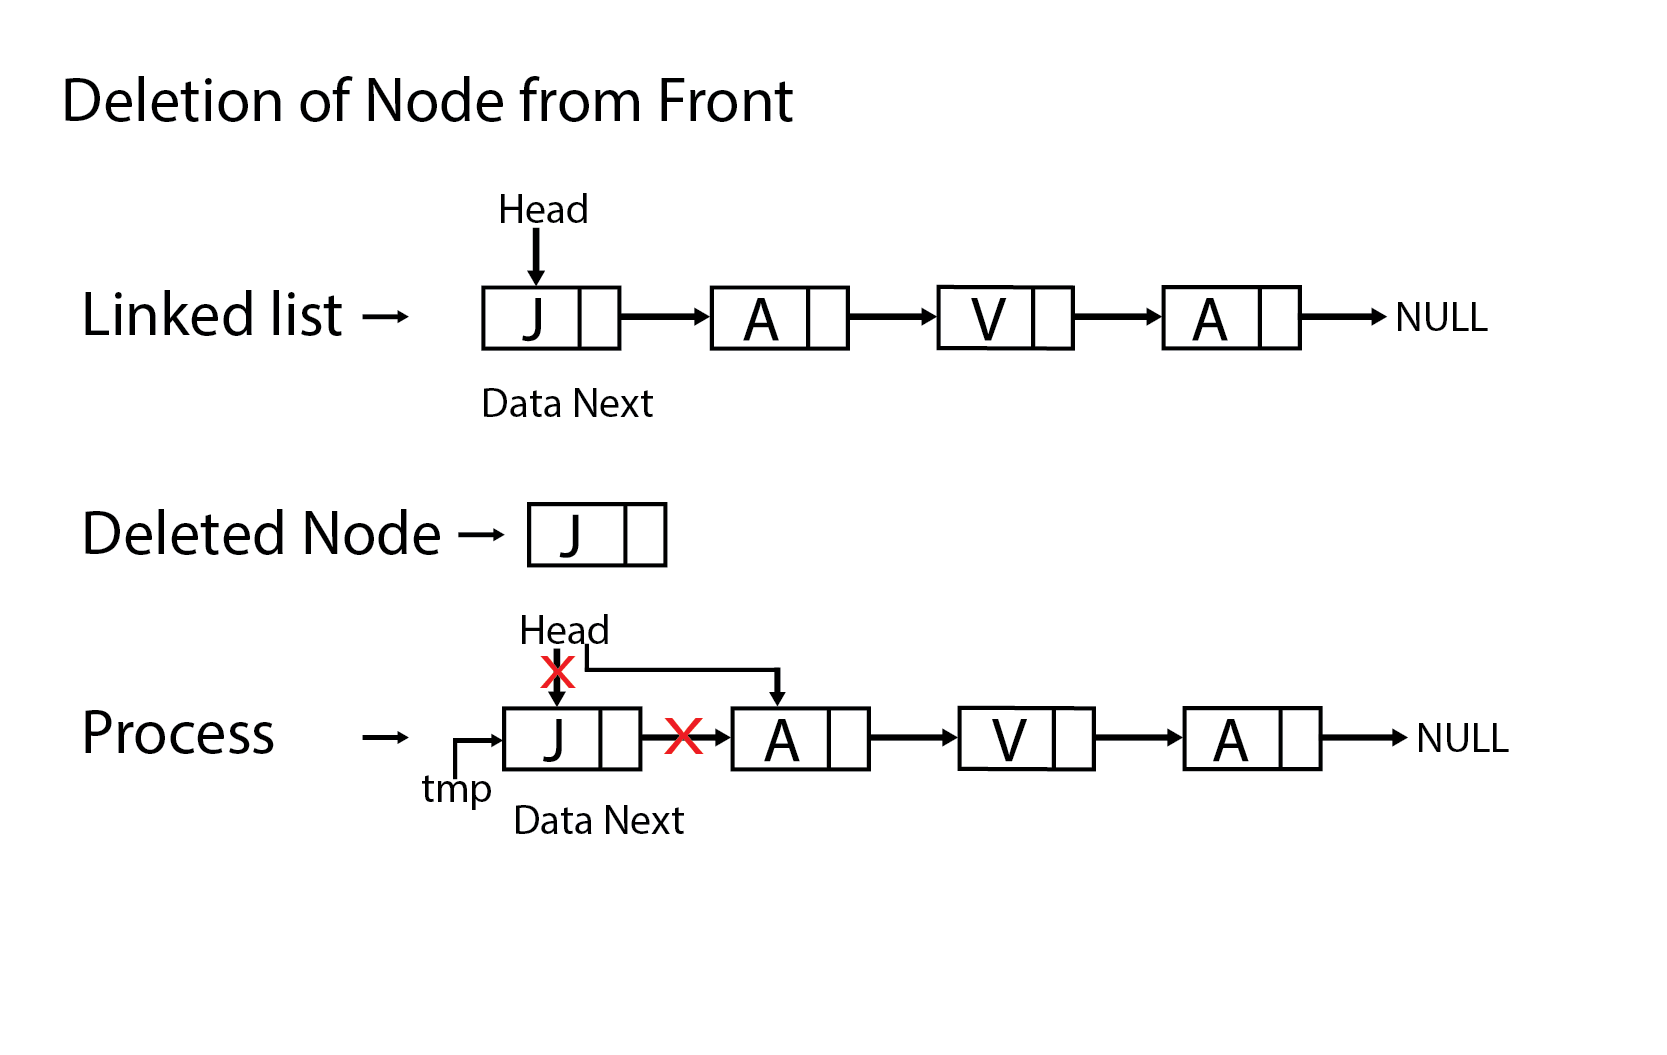 Deletion of Node from Front
Head
Linked list J A V A NULL
Data Next
Deleted Node J
Head
X
Process J X A V A NULL
tmp
Data Next